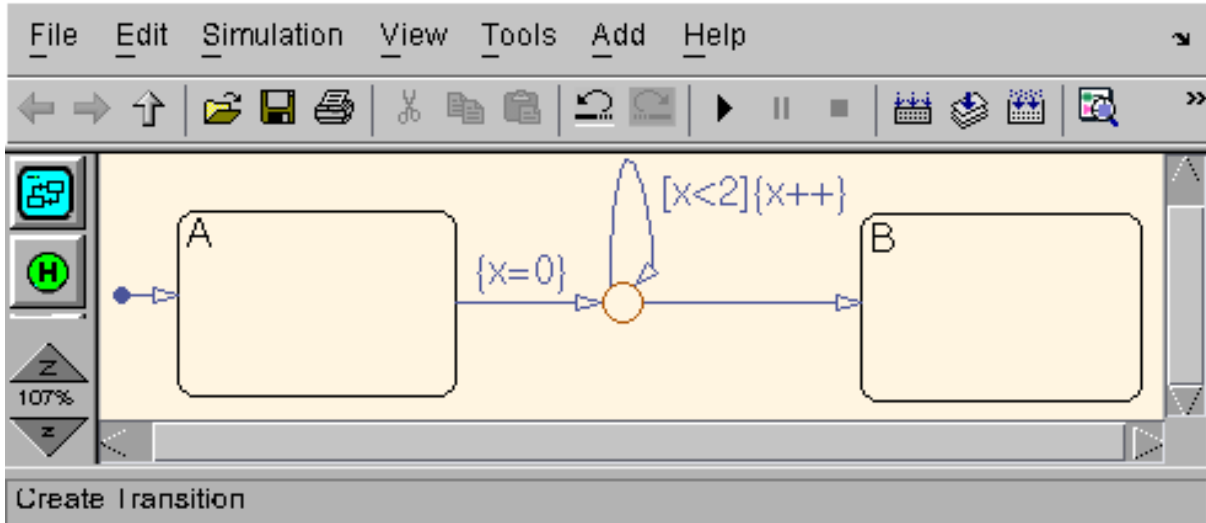 File Edit Simulation View Tools Add Help
A
{x=0}
[x<2]{x++}
B
H
Z
107%
Z
Create Transition